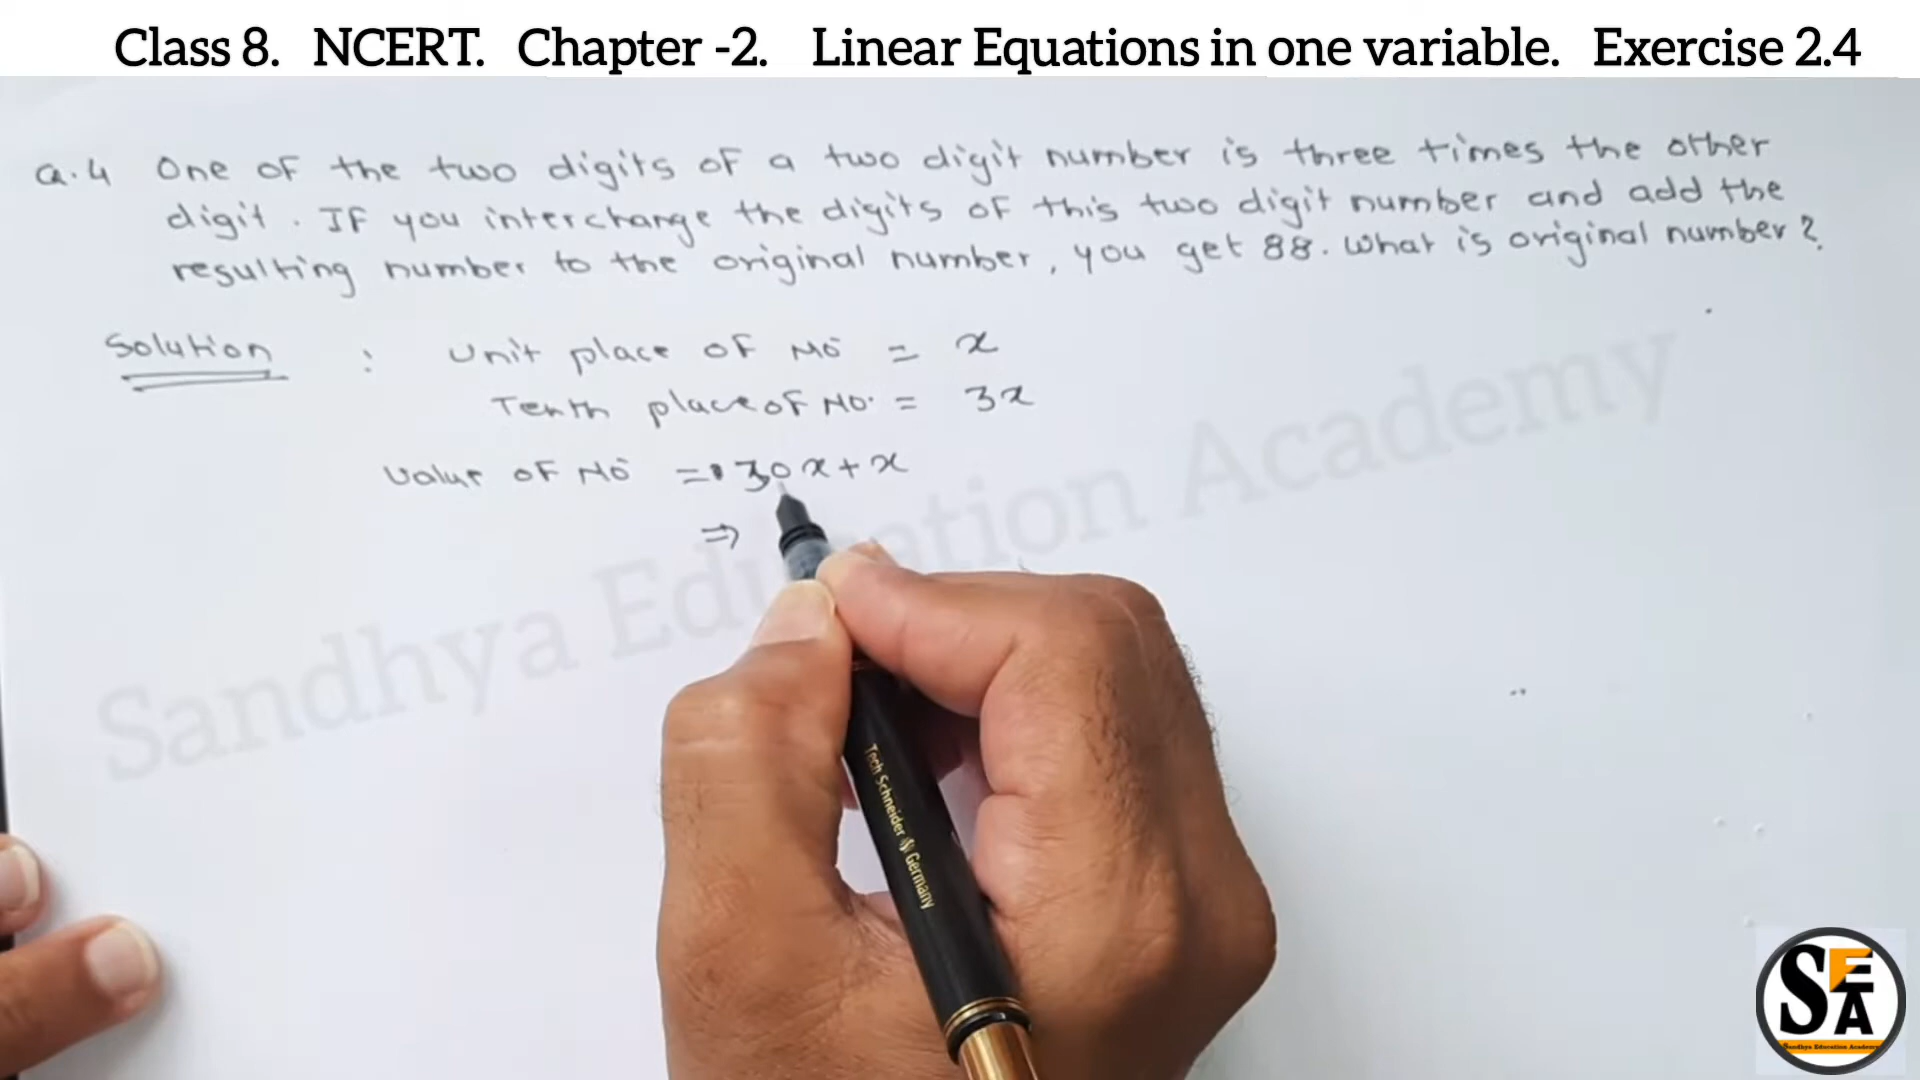 Class 8. NCERT. Chapter -2. Linear Equations in one variable. Exercise 2.4
Q.4 One of the two digits of a two digit number is three times the other
digit. If you interchange the digits of this two digit number and add the
resulting number to the original number, you get 88. What is original number?
Solution : Unit place of No = x
Tenth place of No. = 3x
Value of No = 30x + x
⇒
Sandhya Education Academy
Tech Schneider Germany
SEA
Sandhya Education Academy